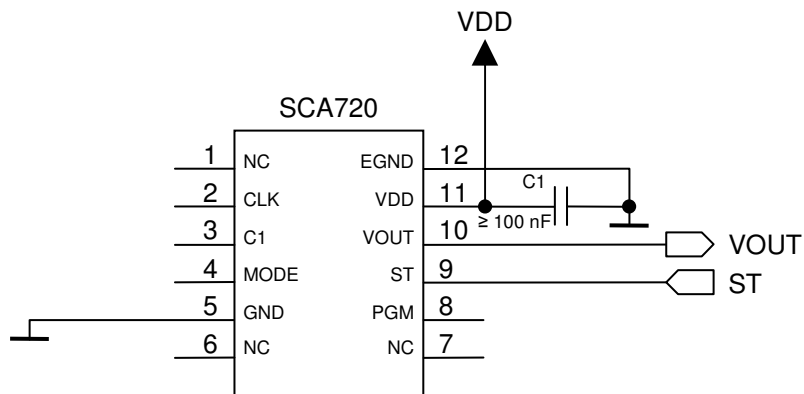 VDD
SCA720
1 NC EGND 12
2 CLK VDD 11 C1
≥ 100 nF
3 C1 VOUT 10 VOUT
4 MODE ST 9 ST
5 GND PGM 8
6 NC NC 7